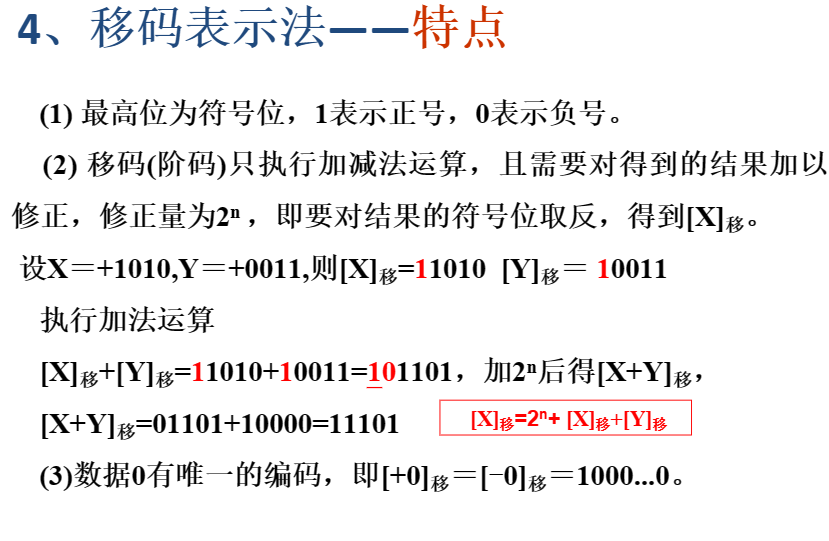 4、移码表示法——特点
(1) 最高位为符号位，1表示正号，0表示负号。
(2) 移码(阶码)只执行加减法运算，且需要对得到的结果加以
修正，修正量为2ⁿ ，即要对结果的符号位取反，得到[X]移。
设X＝+1010,Y＝+0011,则[X]移=11010 [Y]移＝ 10011
执行加法运算
[X]移+[Y]移=11010+10011=101101，加2ⁿ后得[X+Y]移，
[X+Y]移=01101+10000=11101
[X]移=2ⁿ+ [X]移+[Y]移
(3)数据0有唯一的编码，即[+0]移＝[−0]移＝1000...0。